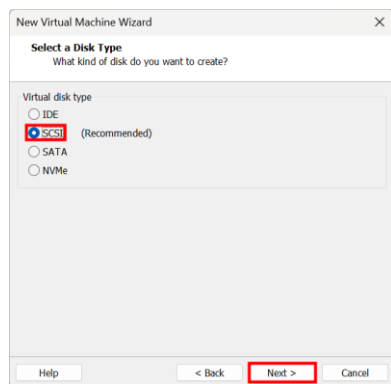 New Virtual Machine Wizard
Select a Disk Type
What kind of disk do you want to create?
Virtual disk type
IDE
SCSI (Recommended)
SATA
NVMe
Help < Back Next > Cancel